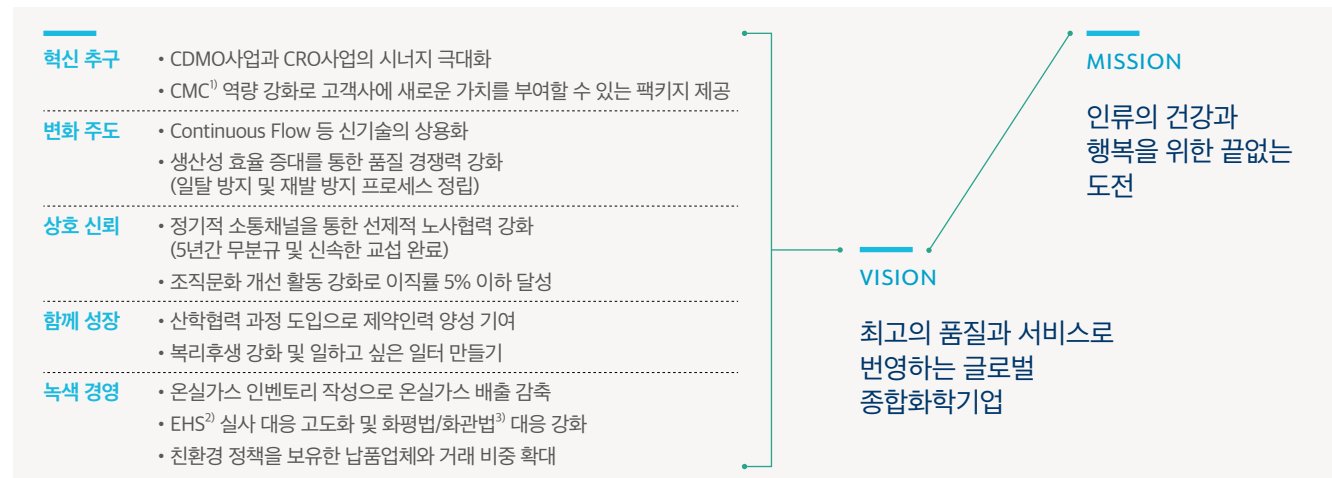 혁신 추구
• CDMO사업과 CRO사업의 시너지 극대화
• CMC1) 역량 강화로 고객사에 새로운 가치를 부여할 수 있는 팩키지 제공
변화 주도
• Continuous Flow 등 신기술의 상용화
• 생산성 효율 증대를 통한 품질 경쟁력 강화
(일탈 방지 및 재발 방지 프로세스 정립)
상호 신뢰
• 정기적 소통채널을 통한 선제적 노사협력 강화
(5년간 무분규 및 신속한 교섭 완료)
• 조직문화 개선 활동 강화로 이직률 5% 이하 달성
함께 성장
• 산학협력 과정 도입으로 제약인력 양성 기여
• 복리후생 강화 및 일하고 싶은 일터 만들기
녹색 경영
• 온실가스 인벤토리 작성으로 온실가스 배출 감축
• EHS2) 실사 대응 고도화 및 화평법/화관법3) 대응 강화
• 친환경 정책을 보유한 납품업체와 거래 비중 확대
VISION
최고의 품질과 서비스로
번영하는 글로벌
종합화학기업
MISSION
인류의 건강과
행복을 위한 끝없는
도전